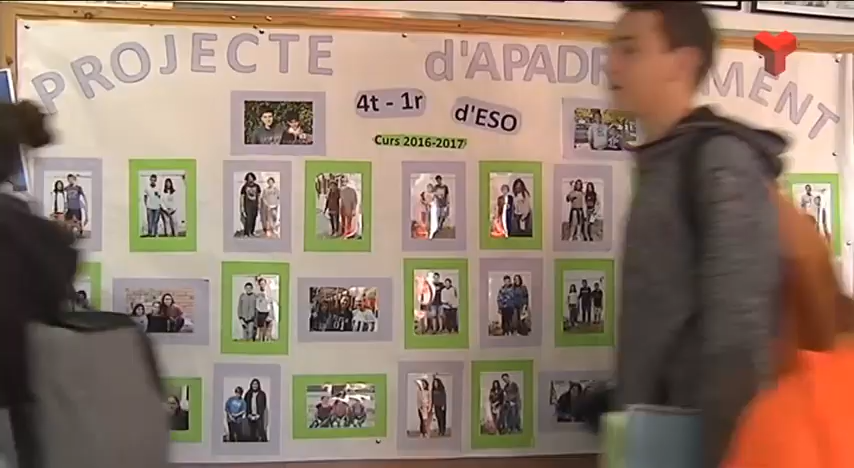 PROJECTE d'APADR MENT
4t - 1r
d'ESO
Curs 2016-2017